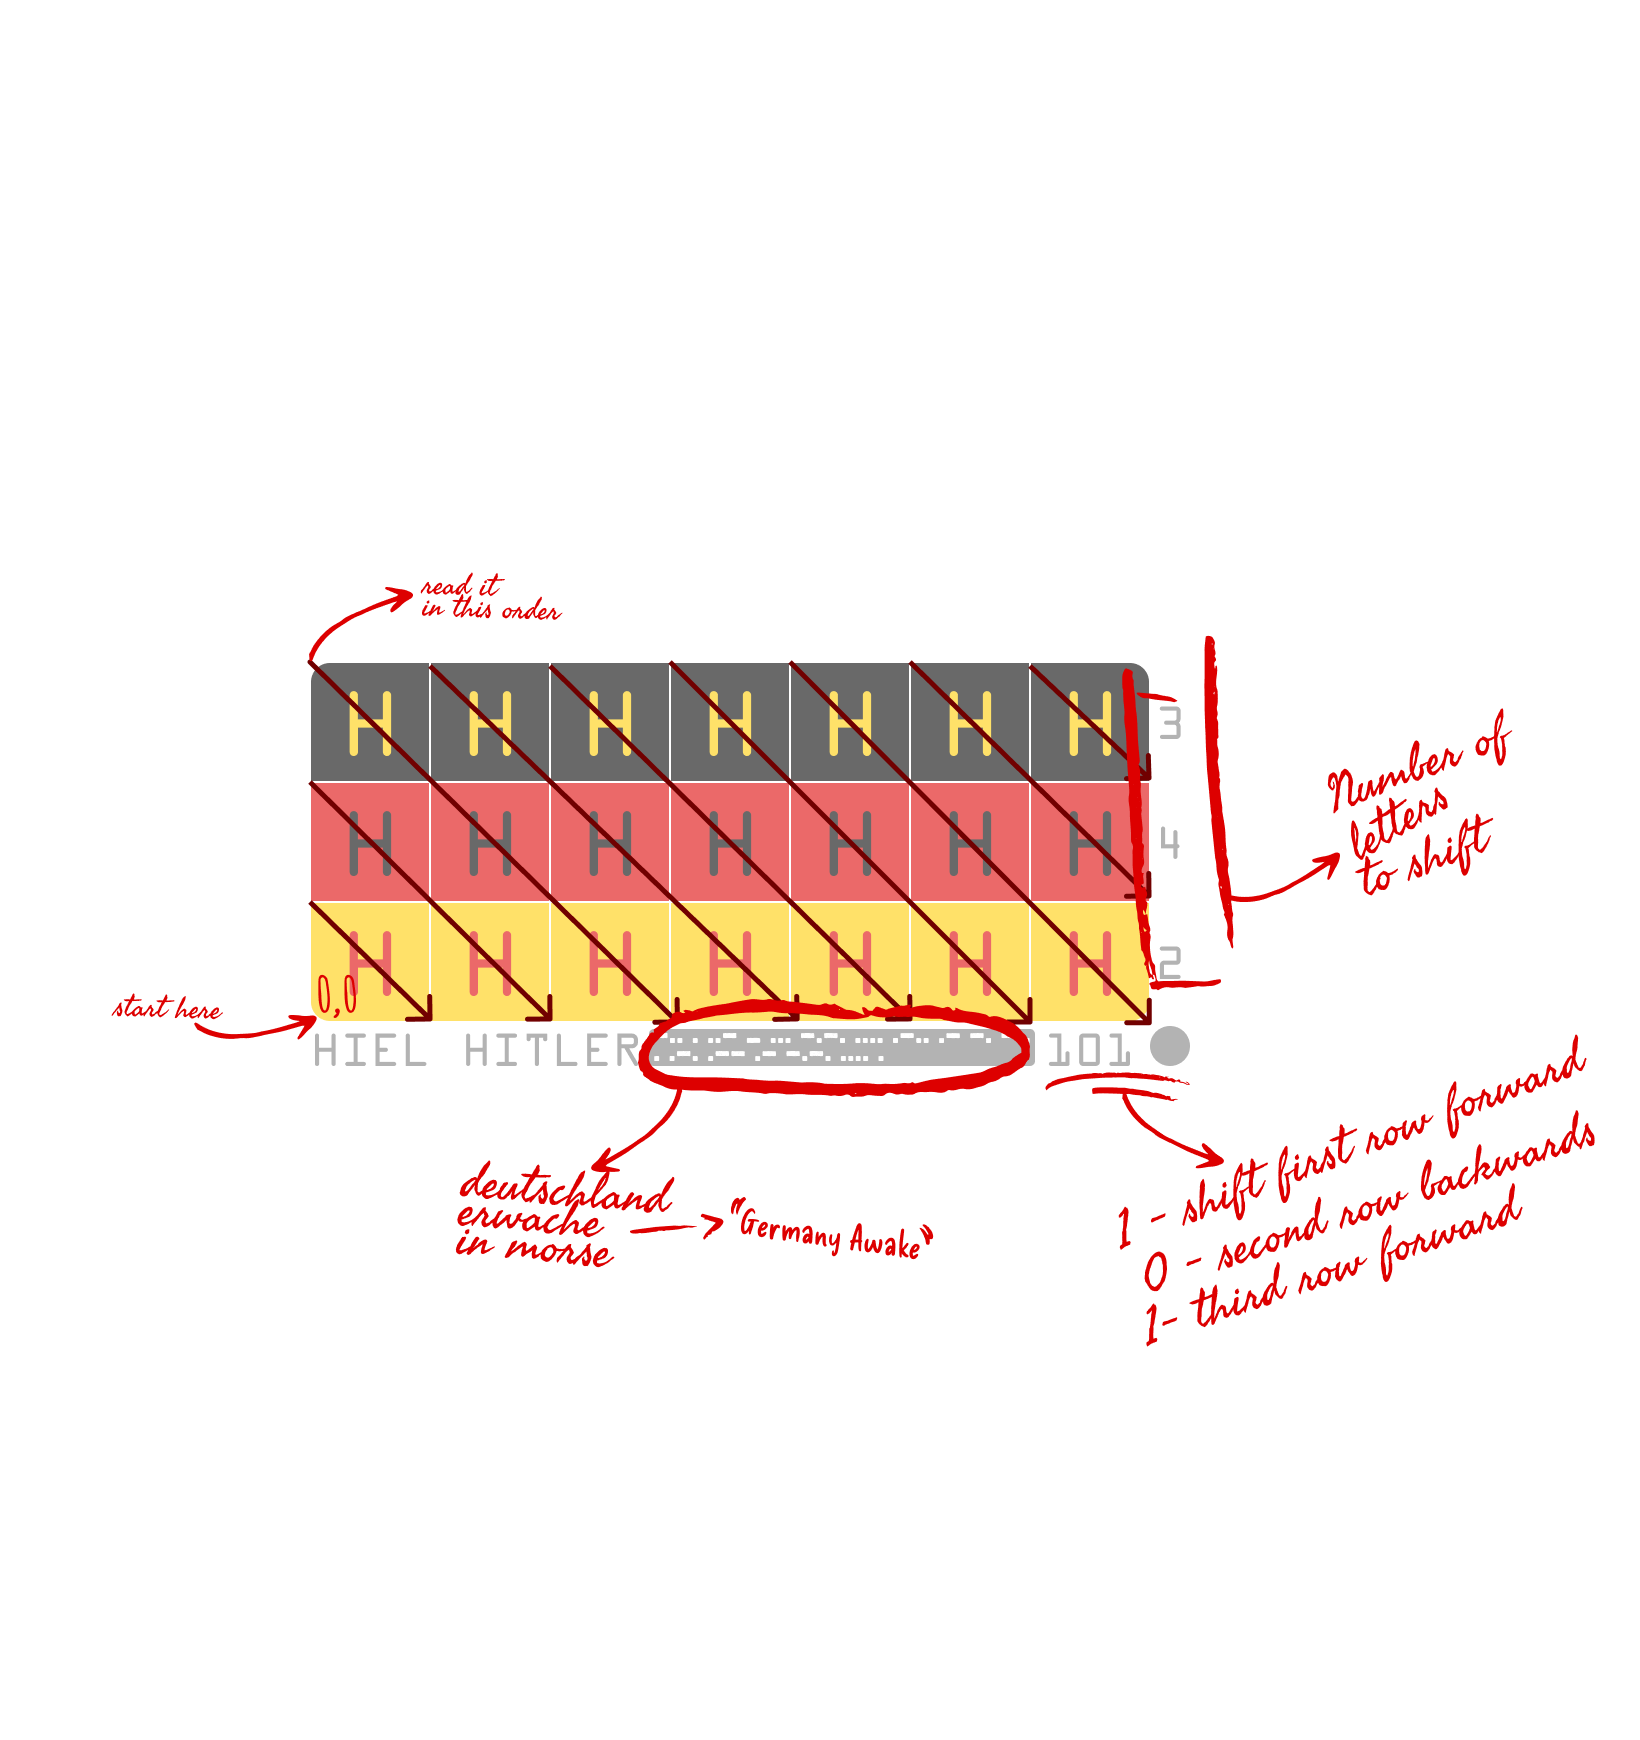 read it
in this order
H H H H H H H 3
H H H H H H H 4
H H H H H H H 2
0,0
start here
HIEL HITLER
101
Number of
letters
to shift
deutschland
erwache
in morse
"Germany Awake"
1 - shift first row forward
0 - second row backwards
1- third row forward